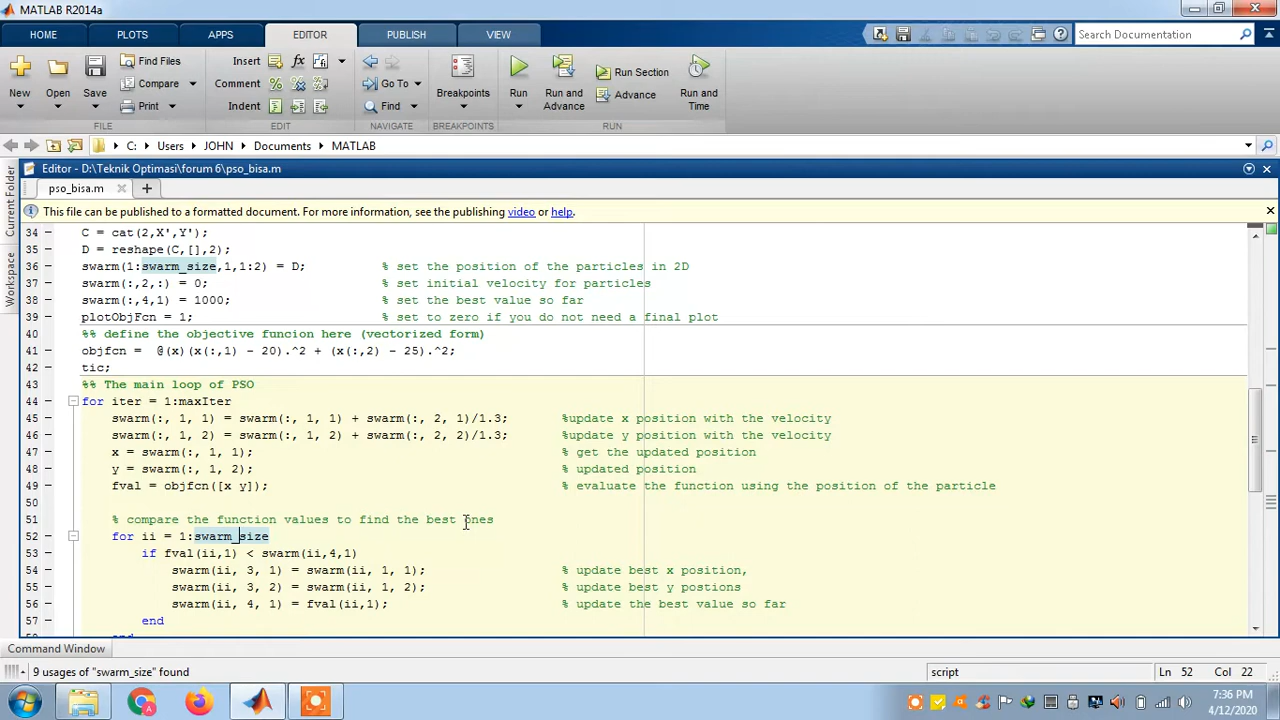 MATLAB R2014a
HOME PLOTS APPS EDITOR PUBLISH VIEW
Search Documentation
New Open Save Find Files Compare Print
Insert Comment Indent
Go To Find
Breakpoints
Run Run and Advance Run Section Advance Run and Time
FILE EDIT NAVIGATE BREAKPOINTS RUN
C: Users JOHN Documents MATLAB
Current Folder
Workspace
Editor - D:\Teknik Optimasi\forum 6\pso_bisa.m
pso_bisa.m
This file can be published to a formatted document. For more information, see the publishing video or help.
34 C = cat(2,X',Y');
35 D = reshape(C,[],2);
36 swarm(1:swarm_size,1,1:2) = D; % set the position of the particles in 2D
37 swarm(:,2,:) = 0; % set initial velocity for particles
38 swarm(:,4,1) = 1000; % set the best value so far
39 plotObjFcn = 1; % set to zero if you do not need a final plot
40 %% define the objective funcion here (vectorized form)
41 objfcn = @(x)(x(:,1) - 20).^2 + (x(:,2) - 25).^2;
42 tic;
43 %% The main loop of PSO
44 for iter = 1:maxIter
45 swarm(:, 1, 1) = swarm(:, 1, 1) + swarm(:, 2, 1)/1.3; %update x position with the velocity
46 swarm(:, 1, 2) = swarm(:, 1, 2) + swarm(:, 2, 2)/1.3; %update y position with the velocity
47 x = swarm(:, 1, 1); % get the updated position
48 y = swarm(:, 1, 2); % updated position
49 fval = objfcn([x y]); % evaluate the function using the position of the particle
50
51 % compare the function values to find the best ones
52 for ii = 1:swarm_size
53 if fval(ii,1) < swarm(ii,4,1)
54 swarm(ii, 3, 1) = swarm(ii, 1, 1); % update best x position,
55 swarm(ii, 3, 2) = swarm(ii, 1, 2); % update best y postions
56 swarm(ii, 4, 1) = fval(ii,1); % update the best value so far
57 end
Command Window
9 usages of "swarm_size" found script Ln 52 Col 22
7:36 PM
4/12/2020